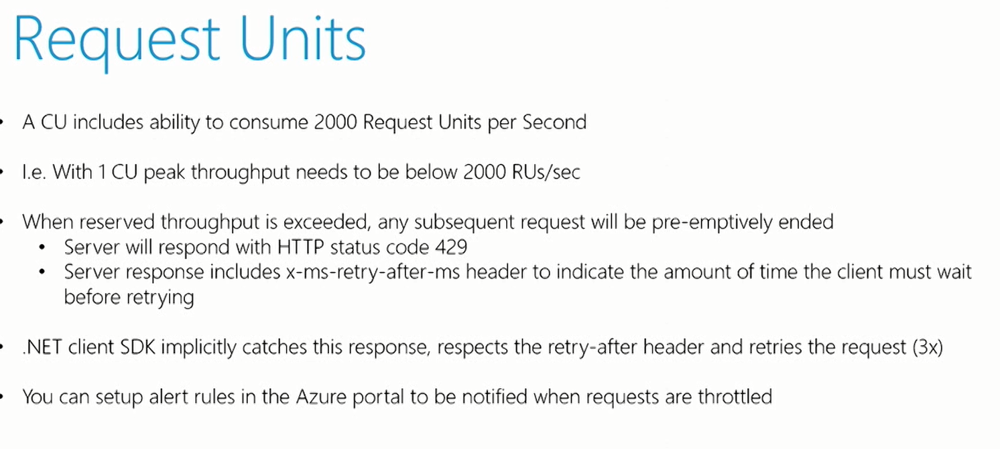 Request Units
• A CU includes ability to consume 2000 Request Units per Second
• I.e. With 1 CU peak throughput needs to be below 2000 RUs/sec
• When reserved throughput is exceeded, any subsequent request will be pre-emptively ended
• Server will respond with HTTP status code 429
• Server response includes x-ms-retry-after-ms header to indicate the amount of time the client must wait
before retrying
• .NET client SDK implicitly catches this response, respects the retry-after header and retries the request (3x)
• You can setup alert rules in the Azure portal to be notified when requests are throttled